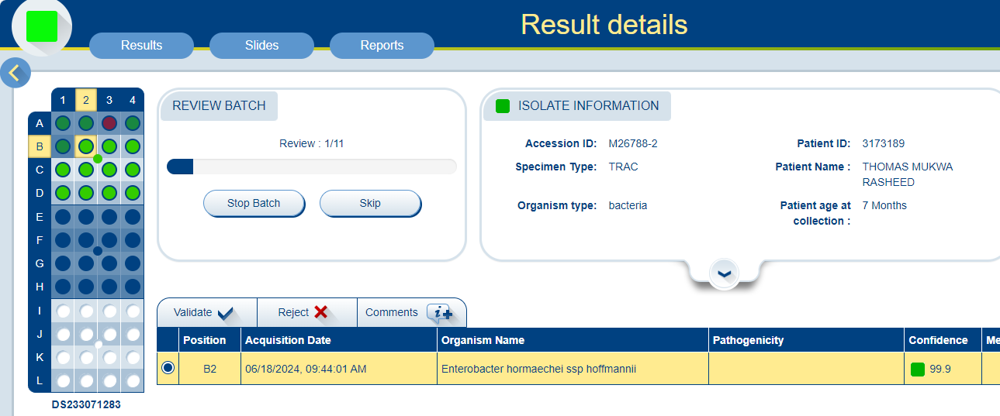 Result details
Results Slides Reports
1 2 3 4
A
B
C
D
E
F
G
H
I
J
K
L
DS233071283
REVIEW BATCH
Review : 1/11
Stop Batch Skip
ISOLATE INFORMATION
Accession ID: M26788-2 Patient ID: 3173189
Specimen Type: TRAC Patient Name : THOMAS MUKWA
RASHEED
Organism type: bacteria Patient age at 7 Months
collection :
Validate Reject Comments i
Position Acquisition Date Organism Name Pathogenicity Confidence
B2 06/18/2024, 09:44:01 AM Enterobacter hormaechei ssp hoffmannii 99.9